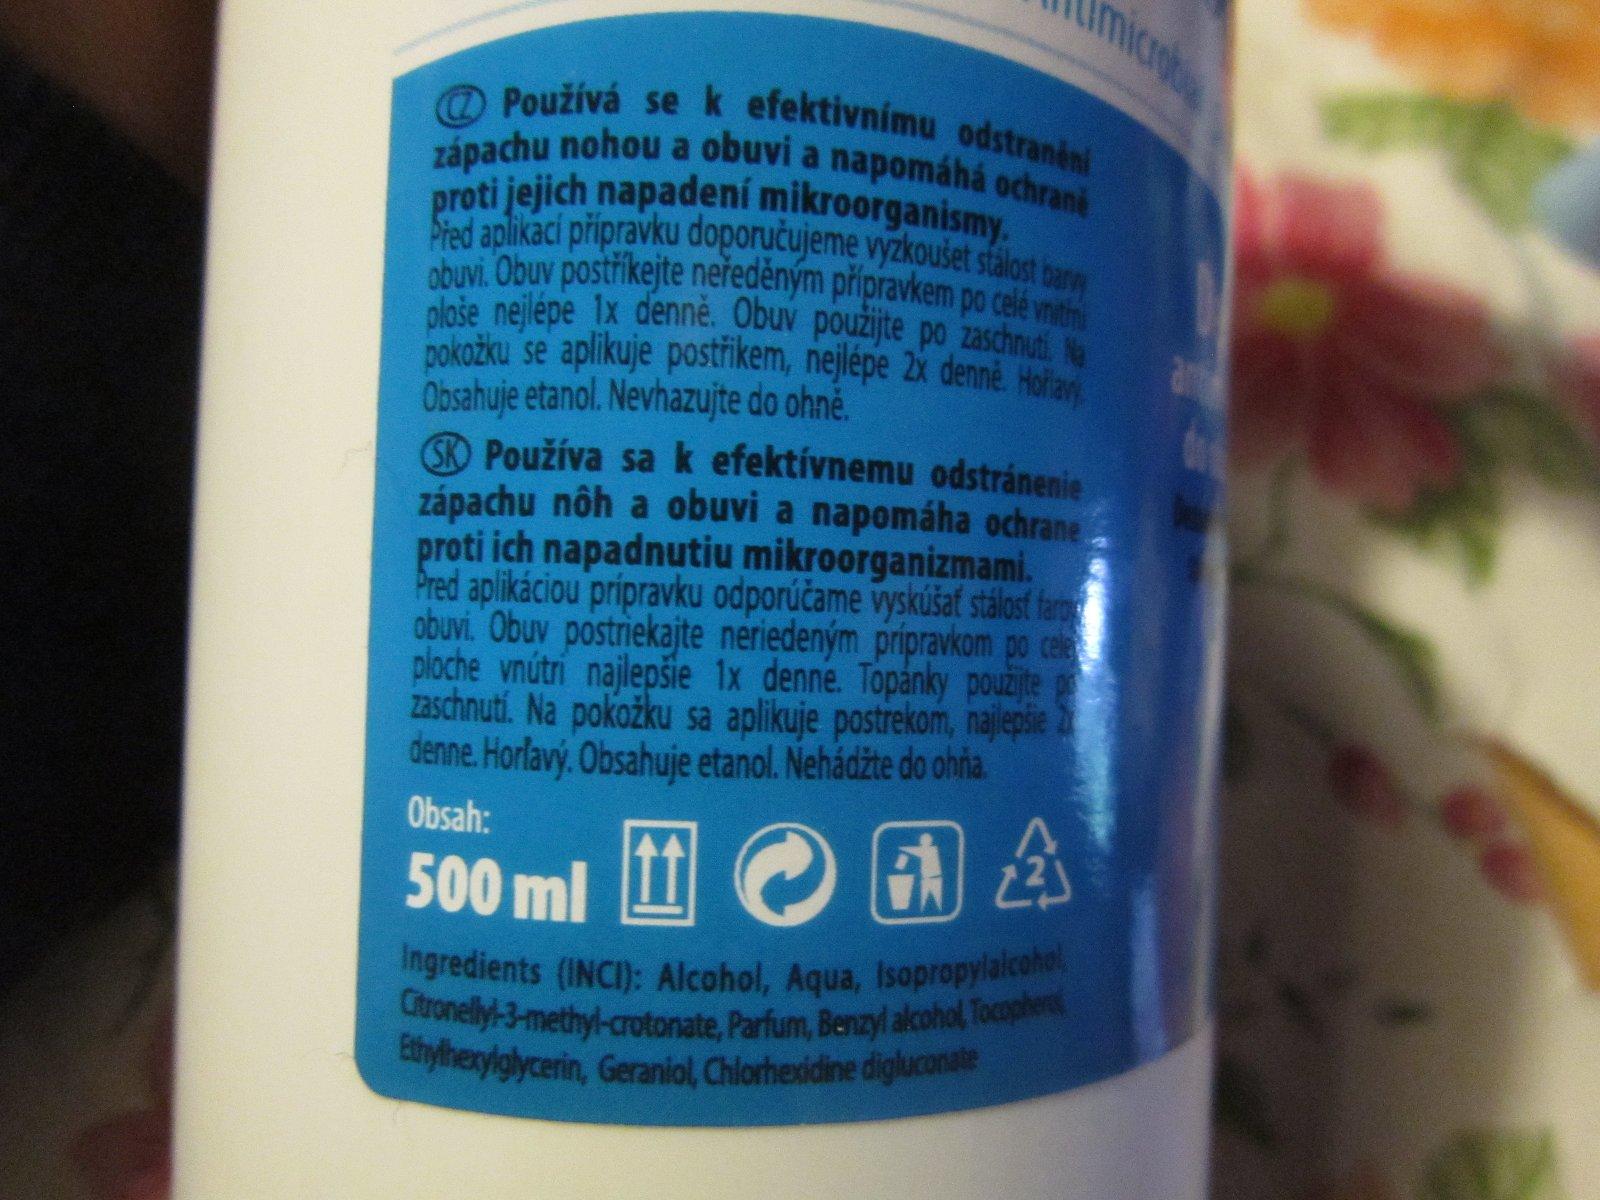 Antimicrobial
CZ Používá se k efektivnímu odstranění
zápachu nohou a obuvi a napomáhá ochraně
proti jejich napadení mikroorganismy.
Před aplikací přípravku doporučujeme vyzkoušet stálost barvy
obuvi. Obuv postříkejte neředěným přípravkem po celé vnitřní
ploše nejlépe 1x denně. Obuv použijte po zaschnutí. Na
pokožku se aplikuje postřikem, nejlépe 2x denně. Hořlavý.
Obsahuje etanol. Nevhazujte do ohně.
SK Používa sa k efektívnemu odstránenie
zápachu nôh a obuvi a napomáha ochrane
proti ich napadnutiu mikroorganizmami.
Pred aplikáciou prípravku odporúčame vyskúšať stálosť farby
obuvi. Obuv postriekajte neriedeným prípravkom po celej
ploche vnútri najlepšie 1x denne. Topánky použijte po
zaschnutí. Na pokožku sa aplikuje postrekom, najlepšie 2x
denne. Horľavý. Obsahuje etanol. Nehádžte do ohňa.
Obsah:
500 ml
2
Ingredients (INCI): Alcohol, Aqua, Isopropylalcohol,
Citronellyl-3-methyl-crotonate, Parfum, Benzyl alcohol, Tocopherol,
Ethylhexylglycerin, Geraniol, Chlorhexidine digluconate